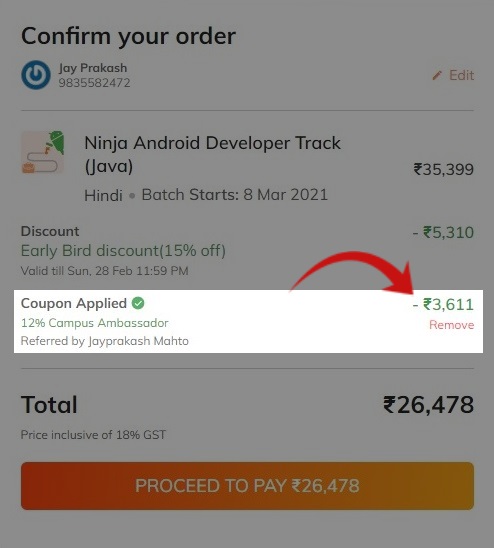 Confirm your order
Jay Prakash
9835582472
Edit
Ninja Android Developer Track
(Java)
₹35,399
Hindi • Batch Starts: 8 Mar 2021
Discount
- ₹5,310
Early Bird discount(15% off)
Valid till Sun, 28 Feb 11:59 PM
Coupon Applied
- ₹3,611
12% Campus Ambassador
Remove
Referred by Jayprakash Mahto
Total
₹26,478
Price inclusive of 18% GST
PROCEED TO PAY ₹26,478